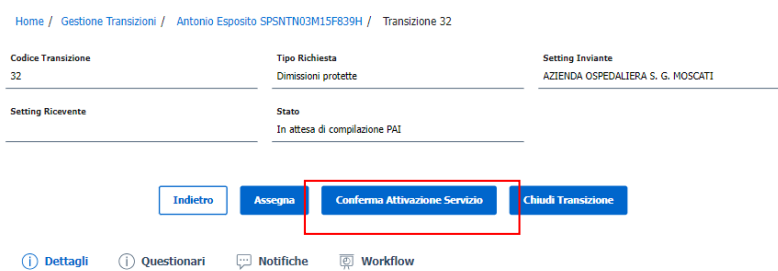 Home / Gestione Transizioni / Antonio Esposito SPSNTN03M15F839H / Transizione 32
Codice Transizione Tipo Richiesta Setting Inviante
32 Dimissioni protette AZIENDA OSPEDALIERA S. G. MOSCATI
Setting Ricevente Stato
In attesa di compilazione PAI
Indietro Assegna Conferma Attivazione Servizio Chiudi Transizione
Dettagli Questionari Notifiche Workflow